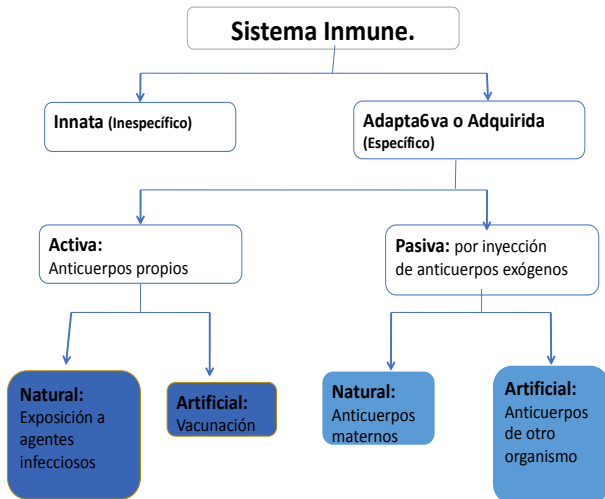 Sistema Inmune.
Innata (Inespecífico)
Adapta6va o Adquirida
(Específico)
Activa:
Anticuerpos propios
Pasiva: por inyección
de anticuerpos exógenos
Natural:
Exposición a
agentes
infecciosos
Artificial:
Vacunación
Natural:
Anticuerpos
maternos
Artificial:
Anticuerpos
de otro
organismo